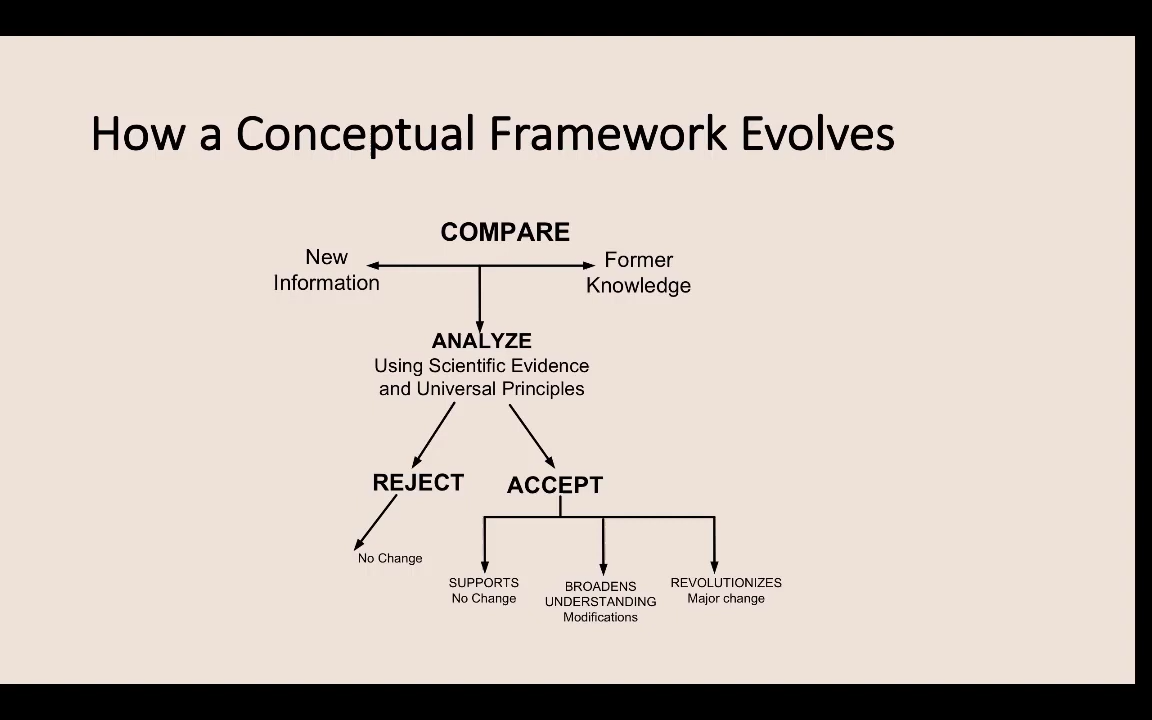 How a Conceptual Framework Evolves
COMPARE
New
Information
Former
Knowledge
ANALYZE
Using Scientific Evidence
and Universal Principles
REJECT
ACCEPT
No Change
SUPPORTS
No Change
BROADENS
UNDERSTANDING
Modifications
REVOLUTIONIZES
Major change